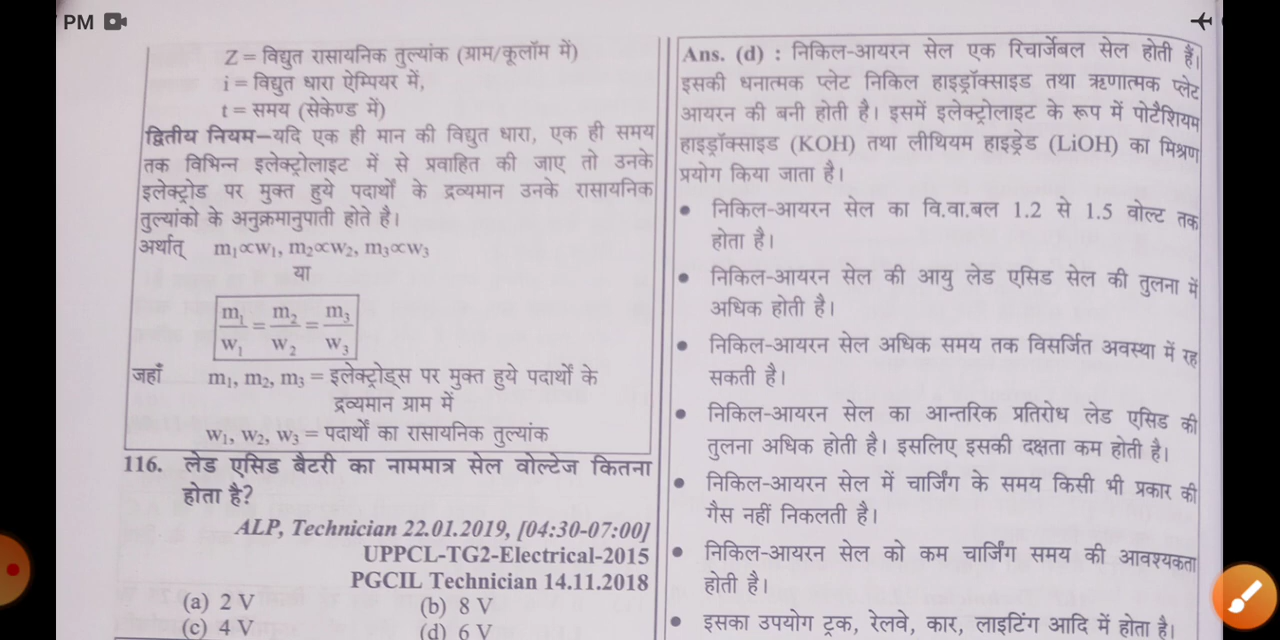 PM
Z = विद्युत रासायनिक तुल्यांक (ग्राम/कूलॉम में)
i = विद्युत धारा ऐम्पियर में,
t = समय (सेकेण्ड में)
द्वितीय नियम–यदि एक ही मान की विद्युत धारा, एक ही समय
तक विभिन्न इलेक्ट्रोलाइट में से प्रवाहित की जाए तो उनके
इलेक्ट्रोड पर मुक्त हुये पदार्थों के द्रव्यमान उनके रासायनिक
तुल्यांको के अनुक्रमानुपाती होते है।
अर्थात् m₁∝w₁, m₂∝w₂, m₃∝w₃
या
m₁/w₁ = m₂/w₂ = m₃/w₃
जहाँ m₁, m₂, m₃ = इलेक्ट्रोड्स पर मुक्त हुये पदार्थों के
द्रव्यमान ग्राम में
w₁, w₂, w₃ = पदार्थों का रासायनिक तुल्यांक
116. लेड एसिड बैटरी का नाममात्र सेल वोल्टेज कितना
होता है?
ALP, Technician 22.01.2019, [04:30-07:00]
UPPCL-TG2-Electrical-2015
PGCIL Technician 14.11.2018
(a) 2 V (b) 8 V
(c) 4 V (d) 6 V
Ans. (d) : निकिल-आयरन सेल एक रिचार्जेबल सेल होती है।
इसकी धनात्मक प्लेट निकिल हाइड्रॉक्साइड तथा ऋणात्मक प्लेट
आयरन की बनी होती है। इसमें इलेक्ट्रोलाइट के रूप में पोटैशियम
हाइड्रॉक्साइड (KOH) तथा लीथियम हाइड्रेड (LiOH) का मिश्रण
प्रयोग किया जाता है।
• निकिल-आयरन सेल का वि.वा.बल 1.2 से 1.5 वोल्ट तक
होता है।
• निकिल-आयरन सेल की आयु लेड एसिड सेल की तुलना में
अधिक होती है।
• निकिल-आयरन सेल अधिक समय तक विसर्जित अवस्था में रह
सकती है।
• निकिल-आयरन सेल का आन्तरिक प्रतिरोध लेड एसिड की
तुलना अधिक होती है। इसलिए इसकी दक्षता कम होती है।
• निकिल-आयरन सेल में चार्जिंग के समय किसी भी प्रकार की
गैस नहीं निकलती है।
• निकिल-आयरन सेल को कम चार्जिंग समय की आवश्यकता
होती है।
• इसका उपयोग ट्रक, रेलवे, कार, लाइटिंग आदि में होता है।